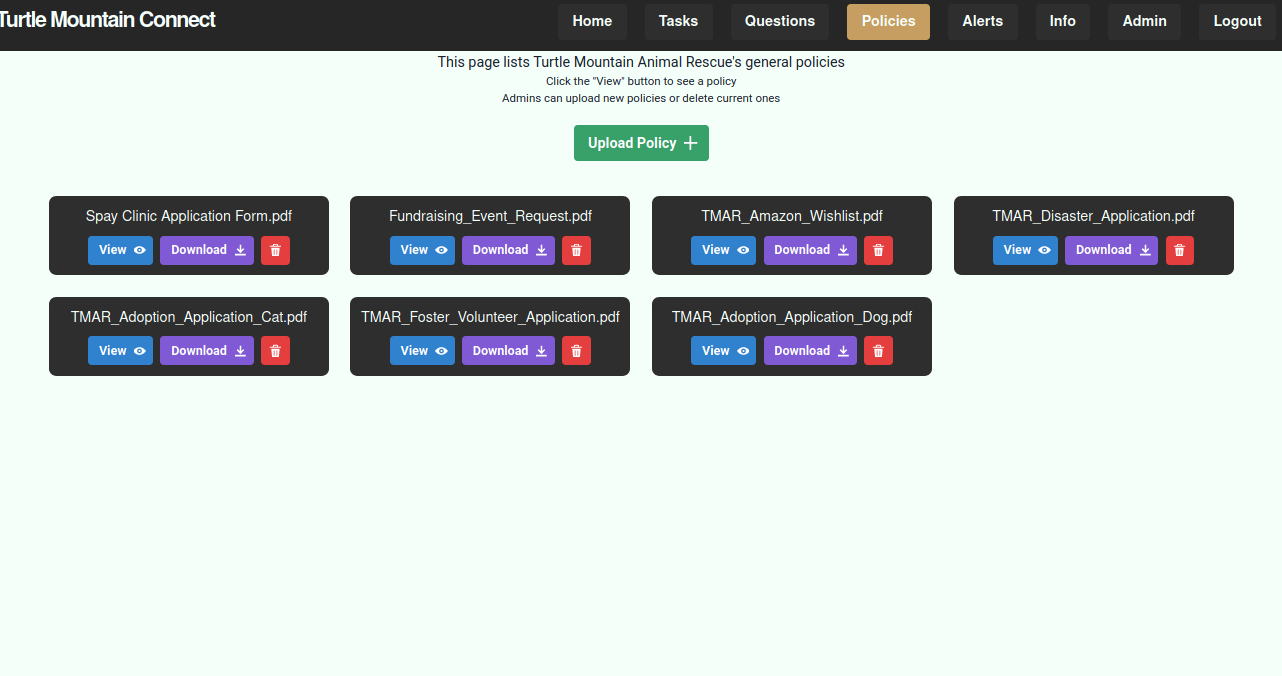 Turtle Mountain Connect
Home Tasks Questions Policies Alerts Info Admin Logout
This page lists Turtle Mountain Animal Rescue's general policies
Click the "View" button to see a policy
Admins can upload new policies or delete current ones
Upload Policy
Spay Clinic Application Form.pdf
View Download
Fundraising_Event_Request.pdf
View Download
TMAR_Amazon_Wishlist.pdf
View Download
TMAR_Disaster_Application.pdf
View Download
TMAR_Adoption_Application_Cat.pdf
View Download
TMAR_Foster_Volunteer_Application.pdf
View Download
TMAR_Adoption_Application_Dog.pdf
View Download